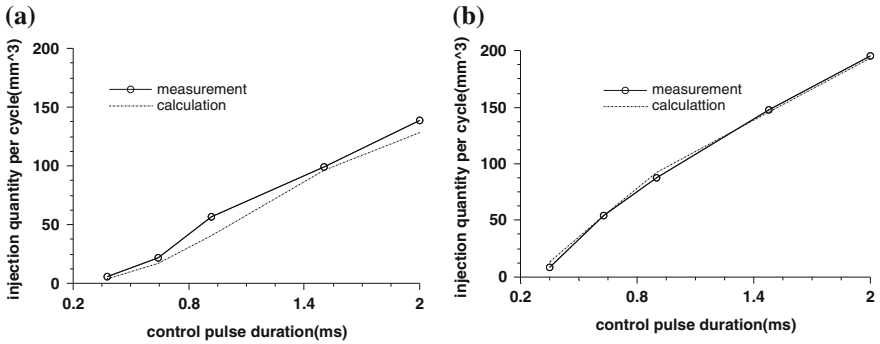 (a)
injection quantity per cycle(mm^3)
200
150
100
50
0
measurement
calculation
0.2
0.8
1.4
2
control pulse duration(ms)
(b)
injection quantity per cycle(mm^3)
200
150
100
50
0
measurement
calculattion
0.2
0.8
1.4
2
control pulse duration(ms)